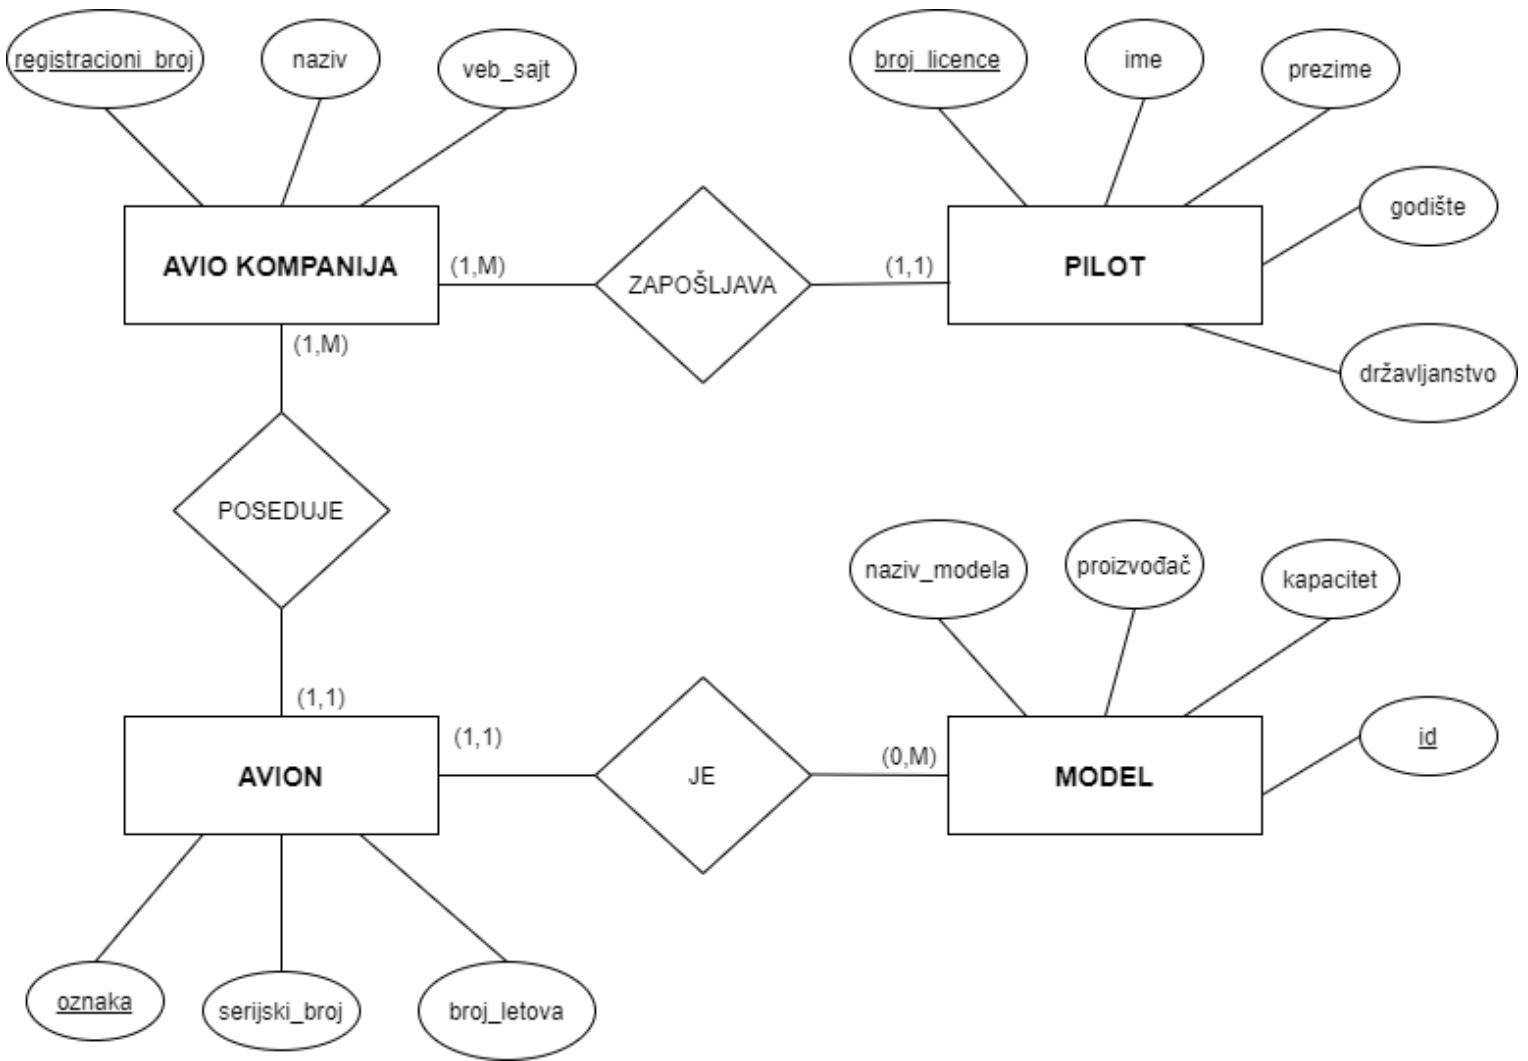 registracioni_broj
naziv
veb_sajt
broj_licence
ime
prezime
godište
AVIO KOMPANIJA
(1,M)
ZAPOŠLJAVA
(1,1)
PILOT
(1,M)
državljanstvo
POSEDUJE
naziv_modela
proizvođač
kapacitet
(1,1)
(1,1)
(0,M)
id
AVION
JE
MODEL
oznaka
serijski_broj
broj_letova